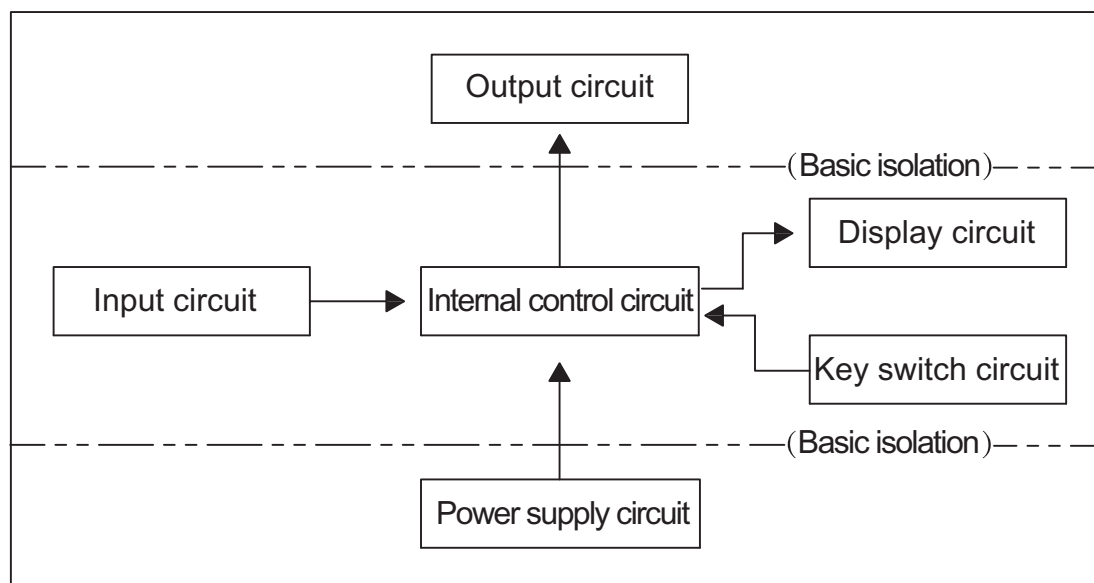 Output circuit
(Basic isolation)
Display circuit
Input circuit
Internal control circuit
Key switch circuit
(Basic isolation)
Power supply circuit